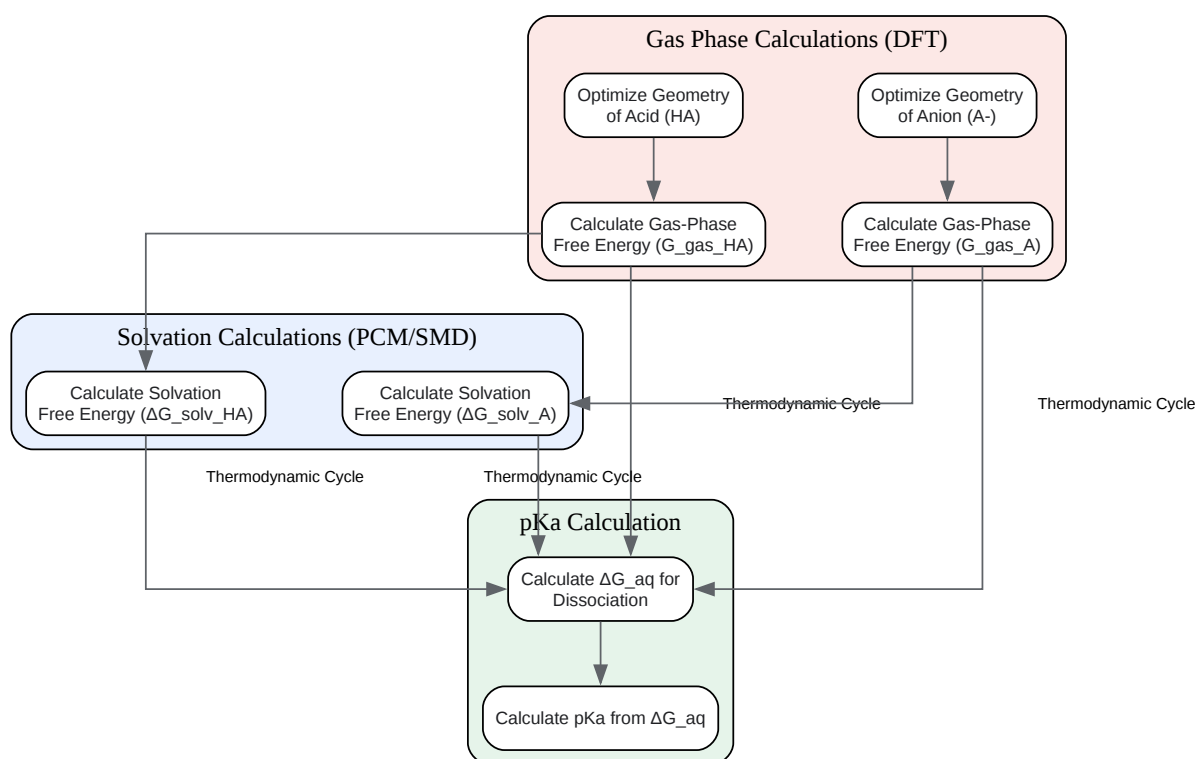 Gas Phase Calculations (DFT)
Optimize Geometry
of Acid (HA)
Optimize Geometry
of Anion (A-)
Calculate Gas-Phase
Free Energy (G_gas_HA)
Calculate Gas-Phase
Free Energy (G_gas_A)
Solvation Calculations (PCM/SMD)
Calculate Solvation
Free Energy (ΔG_solv_HA)
Calculate Solvation
Free Energy (ΔG_solv_A)
Thermodynamic Cycle
Thermodynamic Cycle
Thermodynamic Cycle
Thermodynamic Cycle
pKa Calculation
Calculate ΔG_aq for
Dissociation
Calculate pKa from ΔG_aq